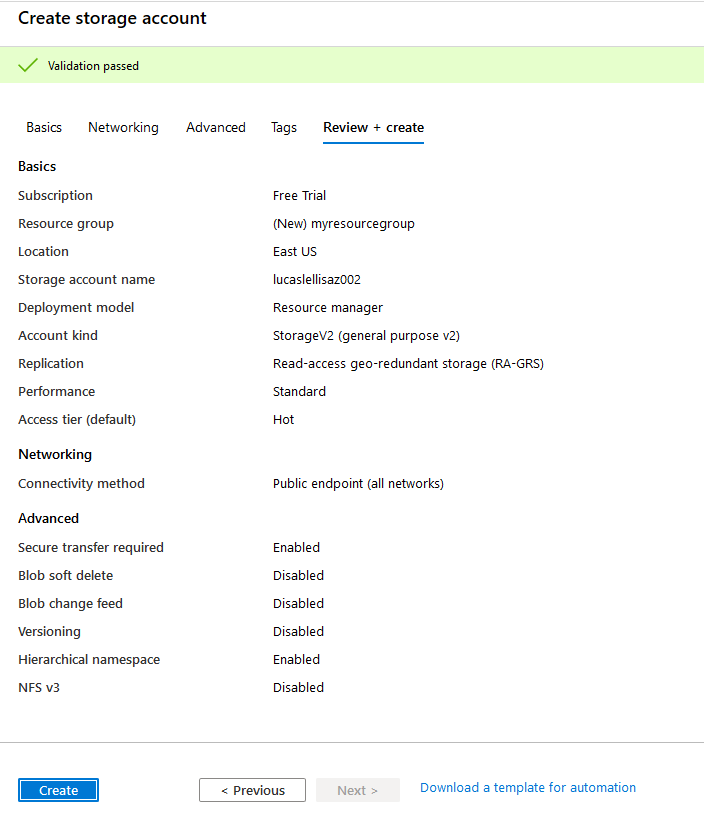 Create storage account
Validation passed
Basics Networking Advanced Tags Review + create
Basics
Subscription Free Trial
Resource group (New) myresourcegroup
Location East US
Storage account name lucaslellisaz002
Deployment model Resource manager
Account kind StorageV2 (general purpose v2)
Replication Read-access geo-redundant storage (RA-GRS)
Performance Standard
Access tier (default) Hot
Networking
Connectivity method Public endpoint (all networks)
Advanced
Secure transfer required Enabled
Blob soft delete Disabled
Blob change feed Disabled
Versioning Disabled
Hierarchical namespace Enabled
NFS v3 Disabled
Create < Previous Next > Download a template for automation